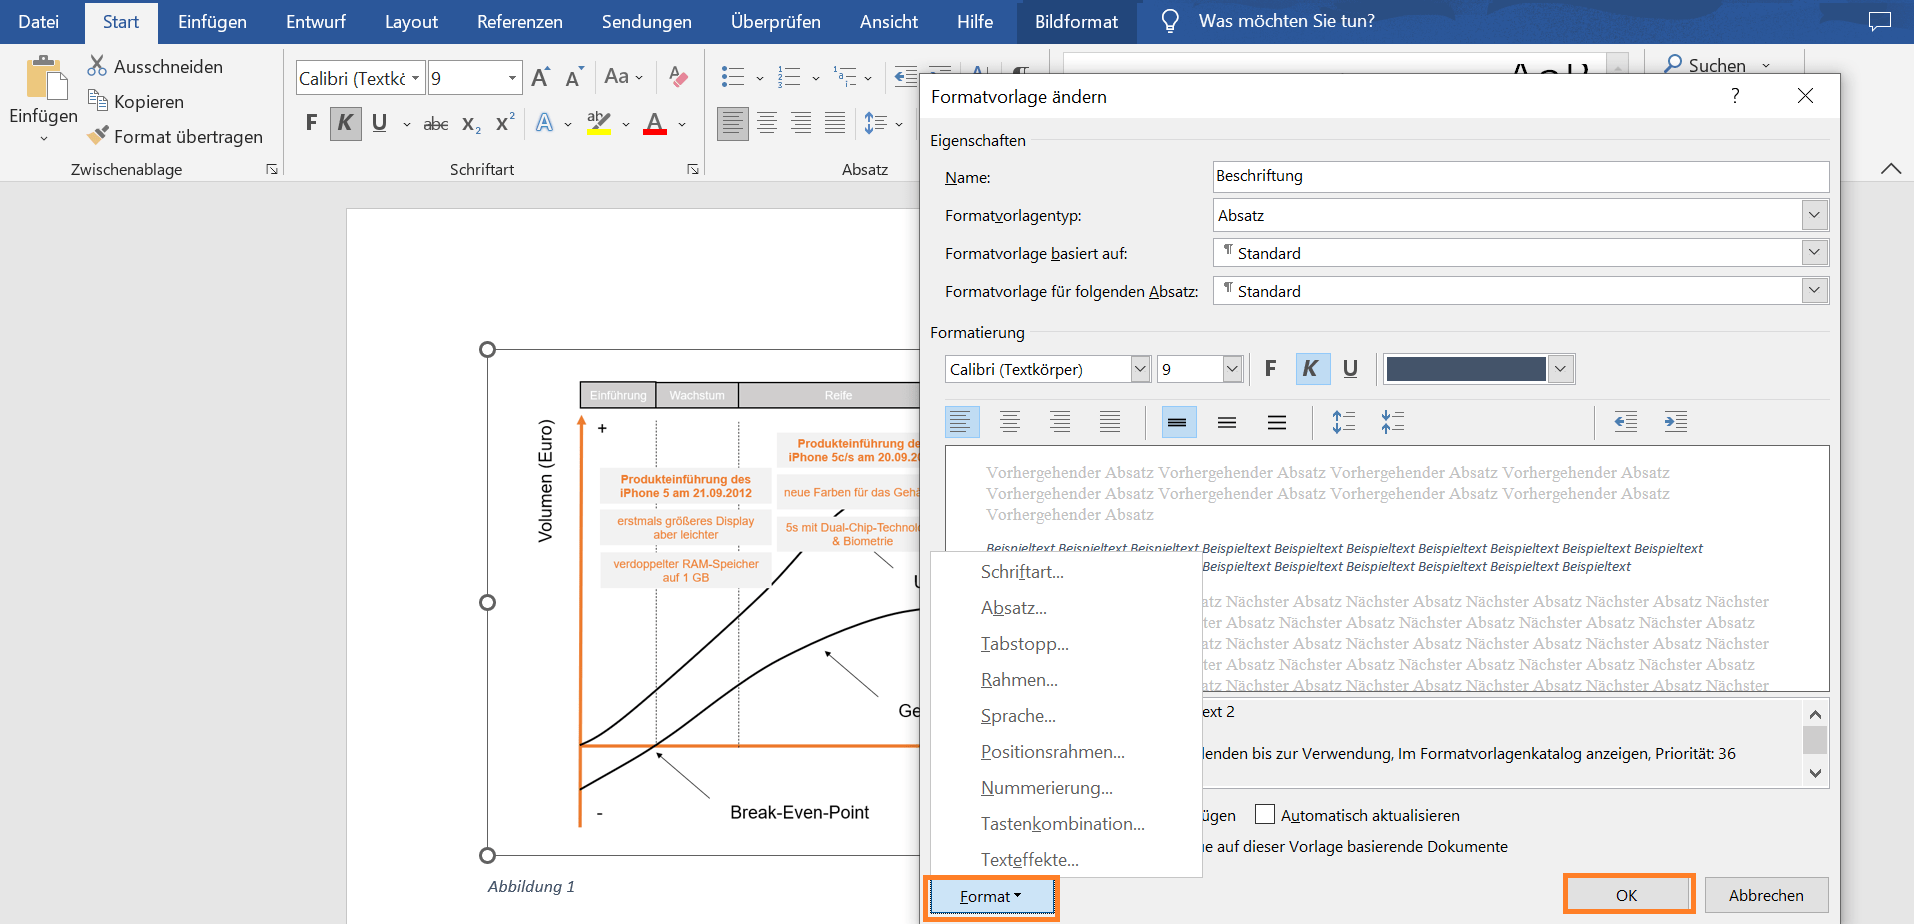 Datei Start Einfügen Entwurf Layout Referenzen Sendungen Überprüfen Ansicht Hilfe Bildformat Was möchten Sie tun?
Einfügen
Ausschneiden
Kopieren
Format übertragen
Zwischenablage
Calibri (Textkö 9
F K U abc X₂ X² A ab A
Schriftart
Absatz
Suchen
Formatvorlage ändern ?
Eigenschaften
Name: Beschriftung
Formatvorlagentyp: Absatz
Formatvorlage basiert auf: ¶ Standard
Formatvorlage für folgenden Absatz: ¶ Standard
Formatierung
Calibri (Textkörper) 9 F K U
Vorhergehender Absatz Vorhergehender Absatz Vorhergehender Absatz Vorhergehender Absatz
Vorhergehender Absatz Vorhergehender Absatz Vorhergehender Absatz Vorhergehender Absatz
Vorhergehender Absatz
Beispieltext Beispieltext Beispieltext Beispieltext Beispieltext Beispieltext Beispieltext Beispieltext Beispieltext Beispieltext
Beispieltext Beispieltext Beispieltext Beispieltext Beispieltext Beispieltext
atz Nächster Absatz Nächster Absatz Nächster Absatz Nächster Absatz Nächster
ter Absatz Nächster Absatz Nächster Absatz Nächster Absatz Nächster Absatz
atz Nächster Absatz Nächster Absatz Nächster Absatz Nächster Absatz Nächster
ter Absatz Nächster Absatz Nächster Absatz Nächster Absatz Nächster Absatz
atz Nächster Absatz Nächster Absatz Nächster Absatz Nächster Absatz Nächster
ext 2
lenden bis zur Verwendung, Im Formatvorlagenkatalog anzeigen, Priorität: 36
ügen Automatisch aktualisieren
ue auf dieser Vorlage basierende Dokumente
Schriftart...
Absatz...
Tabstopp...
Rahmen...
Sprache...
Positionsrahmen...
Nummerierung...
Tastenkombination...
Texteffekte...
Format
OK
Abbrechen
Einführung Wachstum Reife
Volumen (Euro)
+
Produkteinführung des
iPhone 5 am 21.09.2012
erstmals größeres Display
aber leichter
verdoppelter RAM-Speicher
auf 1 GB
Produkteinführung de
iPhone 5c/s am 20.09.20
neue Farben für das Gehä
5s mit Dual-Chip-Technolo
& Biometrie
U
Ge
Break-Even-Point
-
Abbildung 1